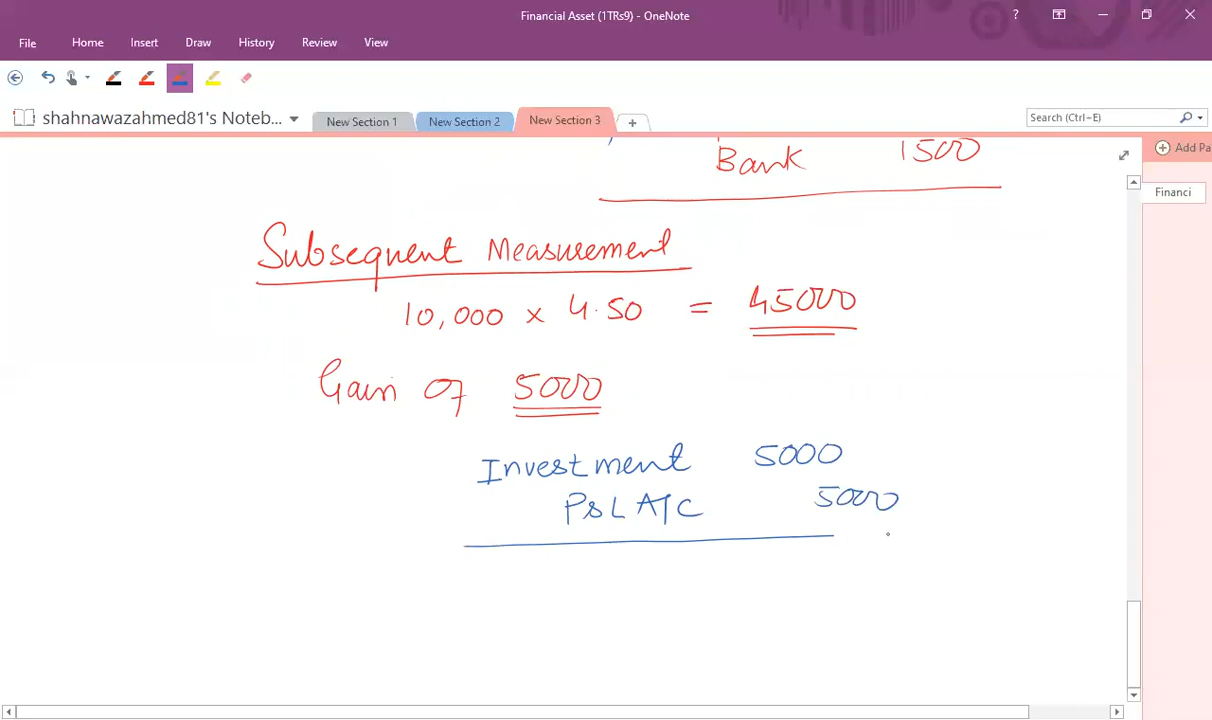 Financial Asset (1TRs9) - OneNote
?
File Home Insert Draw History Review View
shahnawazahmed81's Noteb...
New Section 1
New Section 2
New Section 3
+
Search (Ctrl+E)
Add Pa
Financi
Bank 1500
Subsequent Measurement
10,000 x 4.50 = 45000
Gain of 5000
Investment 5000
P&L A/C 5000